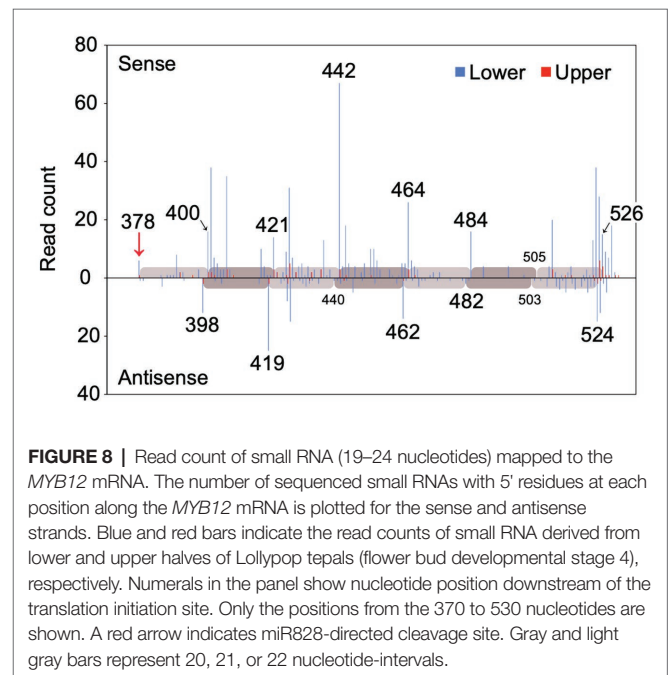 80
60
40
20
0
20
40
Read count
Sense
Lower
Upper
442
378
400
421
464
484
526
505
440
503
398
419
462
482
524
Antisense
FIGURE 8 | Read count of small RNA (19–24 nucleotides) mapped to the
MYB12 mRNA. The number of sequenced small RNAs with 5' residues at each
position along the MYB12 mRNA is plotted for the sense and antisense
strands. Blue and red bars indicate the read counts of small RNA derived from
lower and upper halves of Lollypop tepals (flower bud developmental stage 4),
respectively. Numerals in the panel show nucleotide position downstream of the
translation initiation site. Only the positions from the 370 to 530 nucleotides are
shown. A red arrow indicates miR828-directed cleavage site. Gray and light
gray bars represent 20, 21, or 22 nucleotide-intervals.